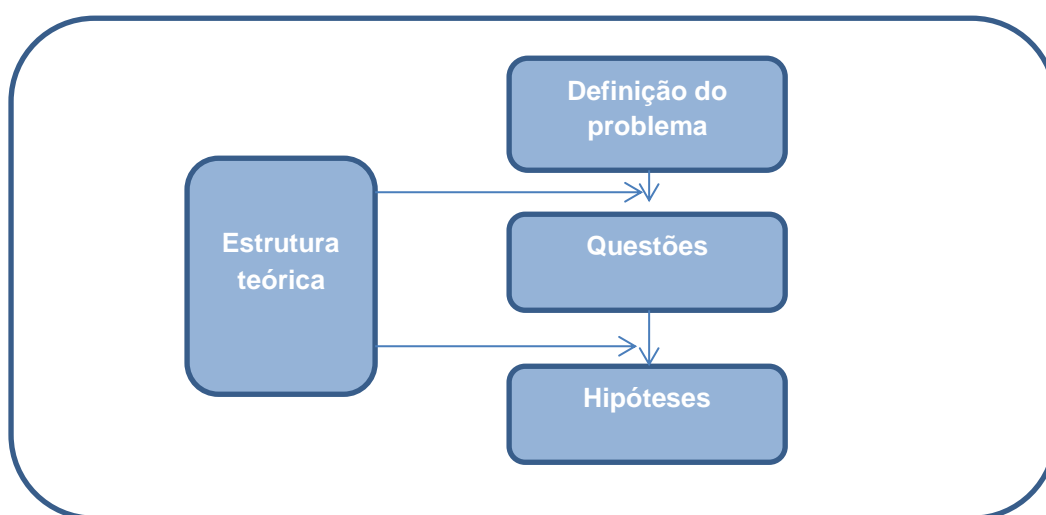 Definição do
problema
Estrutura
teórica
Questões
Hipóteses